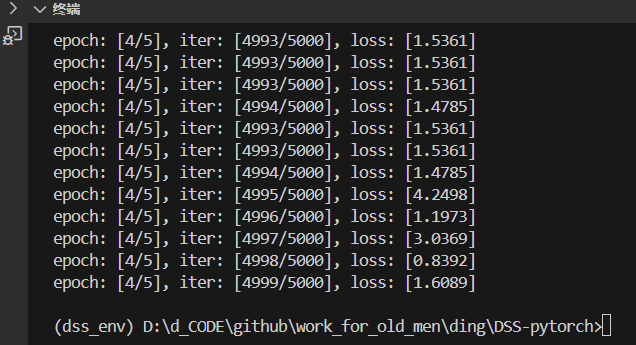 终端
epoch: [4/5], iter: [4993/5000], loss: [1.5361]
epoch: [4/5], iter: [4993/5000], loss: [1.5361]
epoch: [4/5], iter: [4993/5000], loss: [1.5361]
epoch: [4/5], iter: [4994/5000], loss: [1.4785]
epoch: [4/5], iter: [4993/5000], loss: [1.5361]
epoch: [4/5], iter: [4993/5000], loss: [1.5361]
epoch: [4/5], iter: [4994/5000], loss: [1.4785]
epoch: [4/5], iter: [4995/5000], loss: [4.2498]
epoch: [4/5], iter: [4996/5000], loss: [1.1973]
epoch: [4/5], iter: [4997/5000], loss: [3.0369]
epoch: [4/5], iter: [4998/5000], loss: [0.8392]
epoch: [4/5], iter: [4999/5000], loss: [1.6089]
(dss_env) D:\d_CODE\github\work_for_old_men\ding\DSS-pytorch>